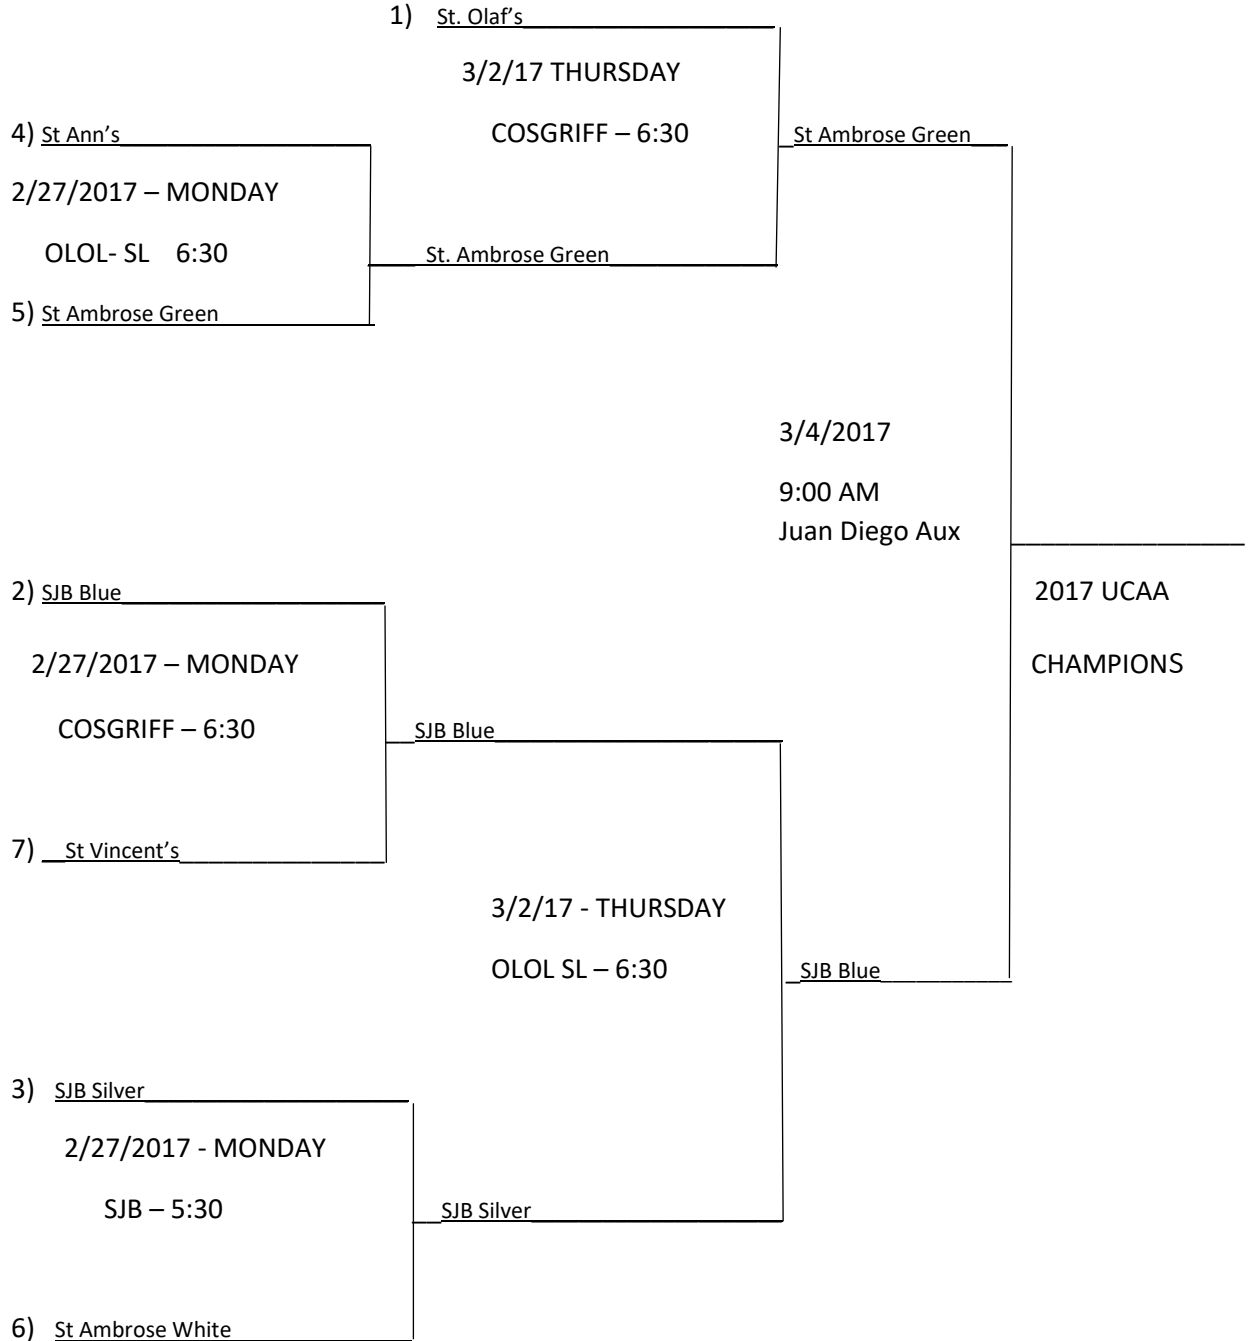 1) St. Olaf’s
3/2/17 THURSDAY
4) St Ann’s
COSGRIFF – 6:30
St Ambrose Green
2/27/2017 – MONDAY
OLOL- SL 6:30
St. Ambrose Green
5) St Ambrose Green
3/4/2017
9:00 AM
Juan Diego Aux
2) SJB Blue
2017 UCAA
2/27/2017 – MONDAY
CHAMPIONS
COSGRIFF – 6:30
SJB Blue
7) St Vincent’s
3/2/17 - THURSDAY
OLOL SL – 6:30
SJB Blue
3) SJB Silver
2/27/2017 - MONDAY
SJB – 5:30
SJB Silver
6) St Ambrose White